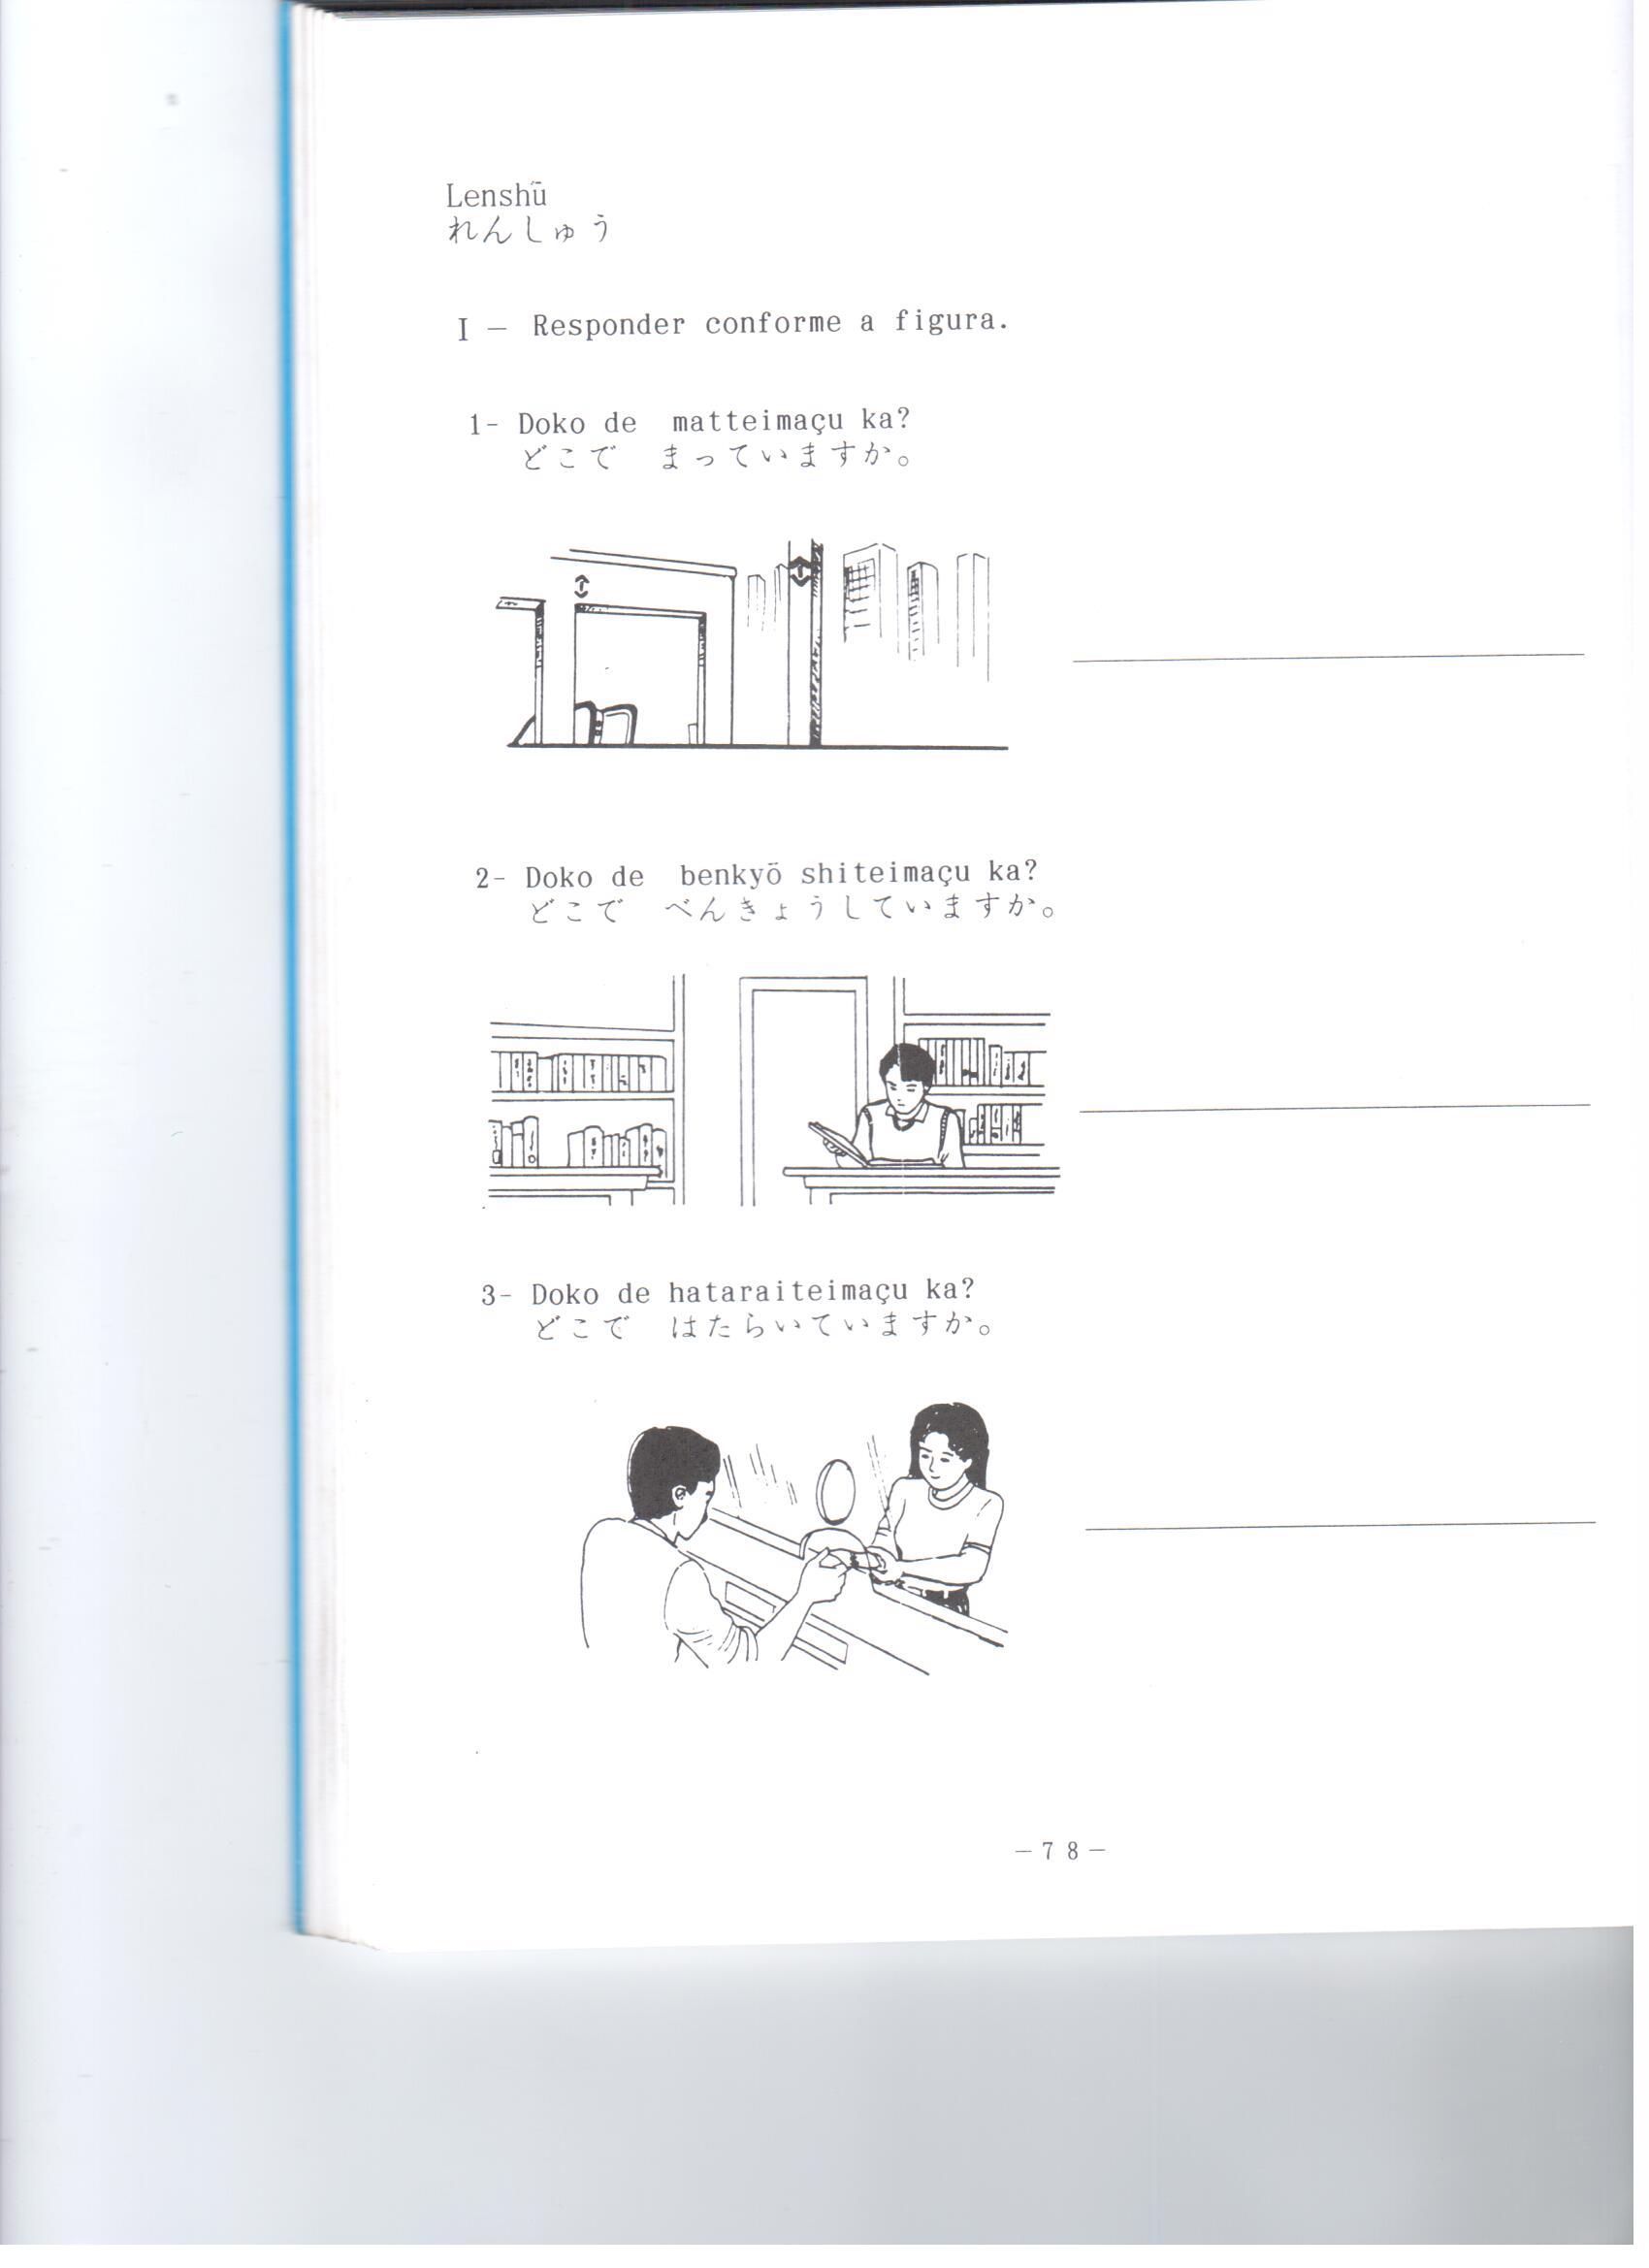 Lenshū
れんしゅう
I － Responder conforme a figura.
1- Doko de matteimaçu ka?
どこで まっていますか。
2- Doko de benkyō shiteimaçu ka?
どこで べんきょうしていますか。
3- Doko de hataraiteimaçu ka?
どこで はたらいていますか。
－７８－